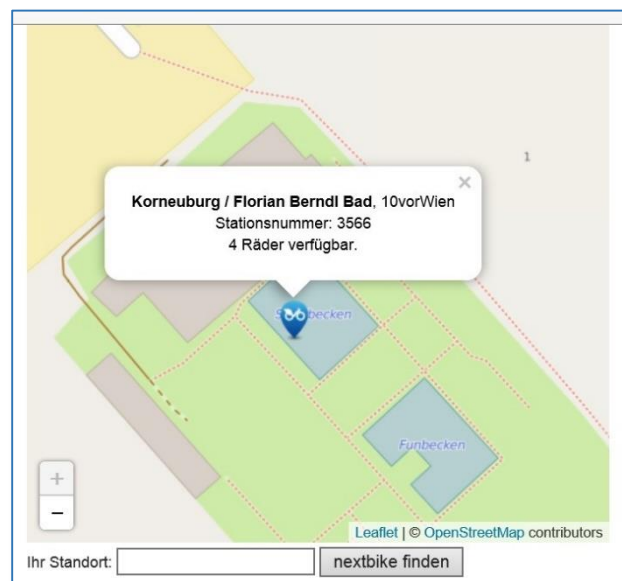 1
×
Korneuburg / Florian Berndl Bad, 10vorWien
Stationsnummer: 3566
4 Räder verfügbar.
becken
Funbecken
+
−
Leaflet | © OpenStreetMap contributors
Ihr Standort: nextbike finden